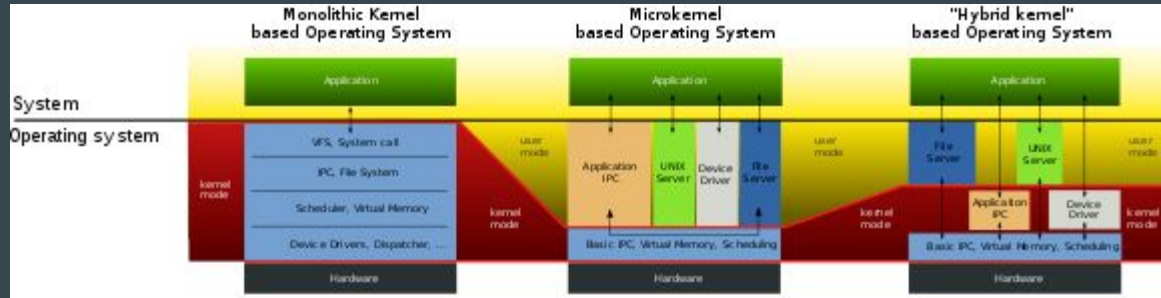 Monolithic Kernel
based Operating System
Microkernel
based Operating System
"Hybrid kernel"
based Operating System
Application
Application
Application
System
Operating system
kernel
mode
VFS, System call
IPC, File System
Scheduler, Virtual Memory
Device Drivers, Dispatcher, ...
Hardware
user
mode
kernel
mode
Application
IPC
UNIX
Server
Device
Driver
File
Server
Basic IPC, Virtual Memory, Scheduling
Hardware
user
mode
kernel
mode
File
Server
UNIX
Server
Application
IPC
Device
Driver
Basic IPC, Virtual Memory, Scheduling
Hardware
user
mode
kernel
mode